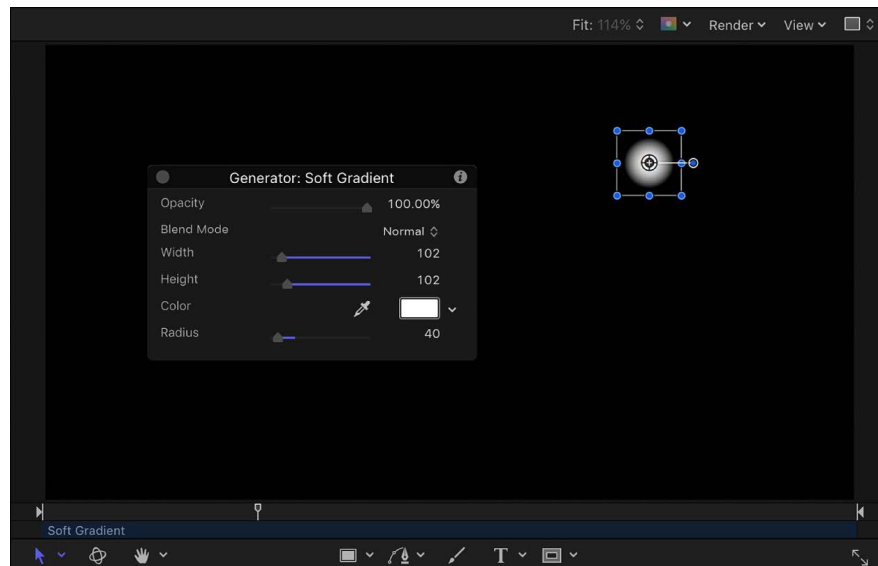 Fit: 114% Render View
Generator: Soft Gradient
Opacity 100.00%
Blend Mode Normal
Width 102
Height 102
Color
Radius 40
Soft Gradient
T